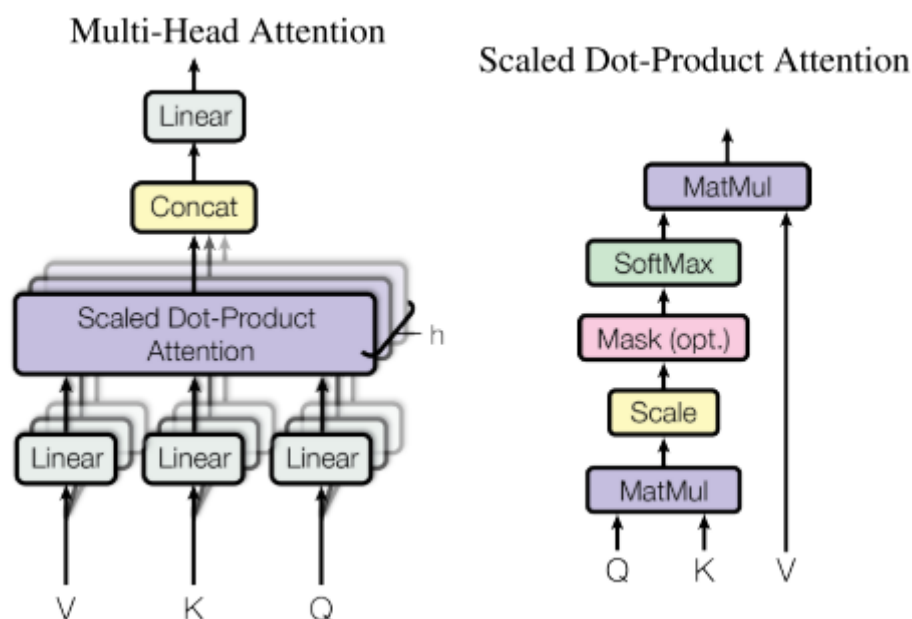 Multi-Head Attention
Linear
Concat
Scaled Dot-Product
Attention
h
Linear
Linear
Linear
V
K
Q
Scaled Dot-Product Attention
MatMul
SoftMax
Mask (opt.)
Scale
MatMul
Q
K
V